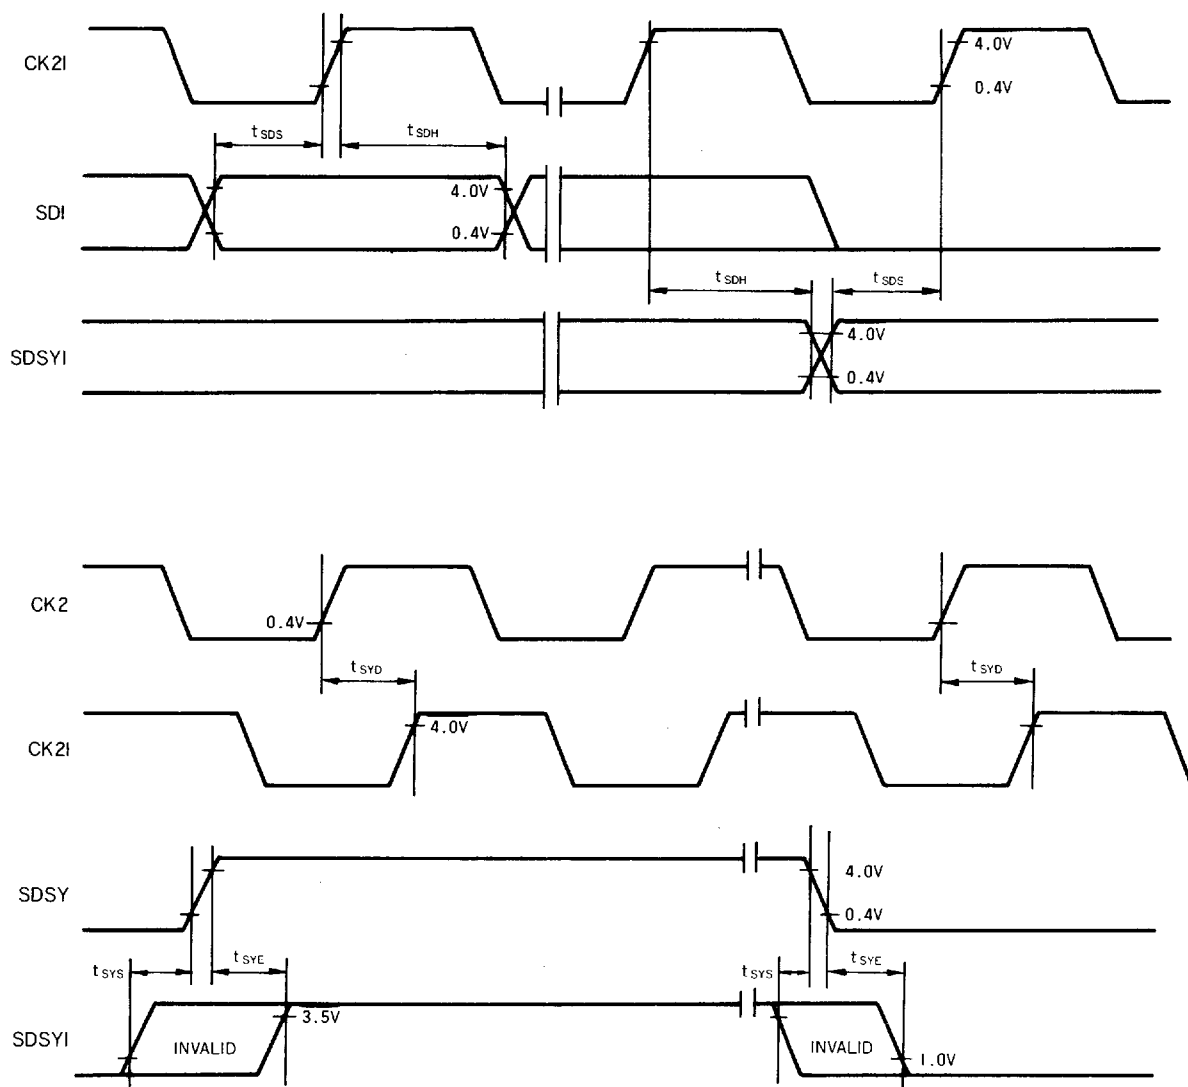 CK2I
4.0V
0.4V
tSDS
tSDH
SDI
4.0V
0.4V
tSDH
tSDS
SDSYI
4.0V
0.4V
CK2
0.4V
tSYD
tSYD
CK2I
4.0V
SDSY
4.0V
0.4V
tSYS
tSYE
tSYS
tSYE
SDSYI
INVALID
3.5V
INVALID
1.0V